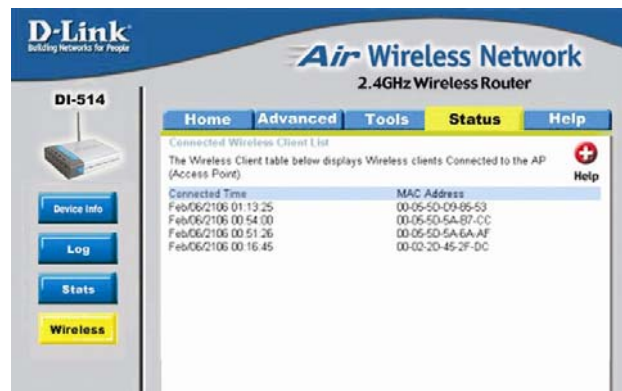 D-Link
Building Networks for People
Air Wireless Network
2.4GHz Wireless Router
DI-514
Home Advanced Tools Status Help
Connected Wireless Client List
The Wireless Client table below displays Wireless clients Connected to the AP
(Access Point)
Help
Connected Time MAC Address
Feb/06/2106 01:13:25 00-05-5D-D9-85-53
Feb/06/2106 00:54:00 00-05-5D-5A-B7-CC
Feb/06/2106 00:51:26 00-05-5D-5A-6A-AF
Feb/06/2106 00:16:45 00-02-2D-45-2F-DC
Device Info
Log
Stats
Wireless